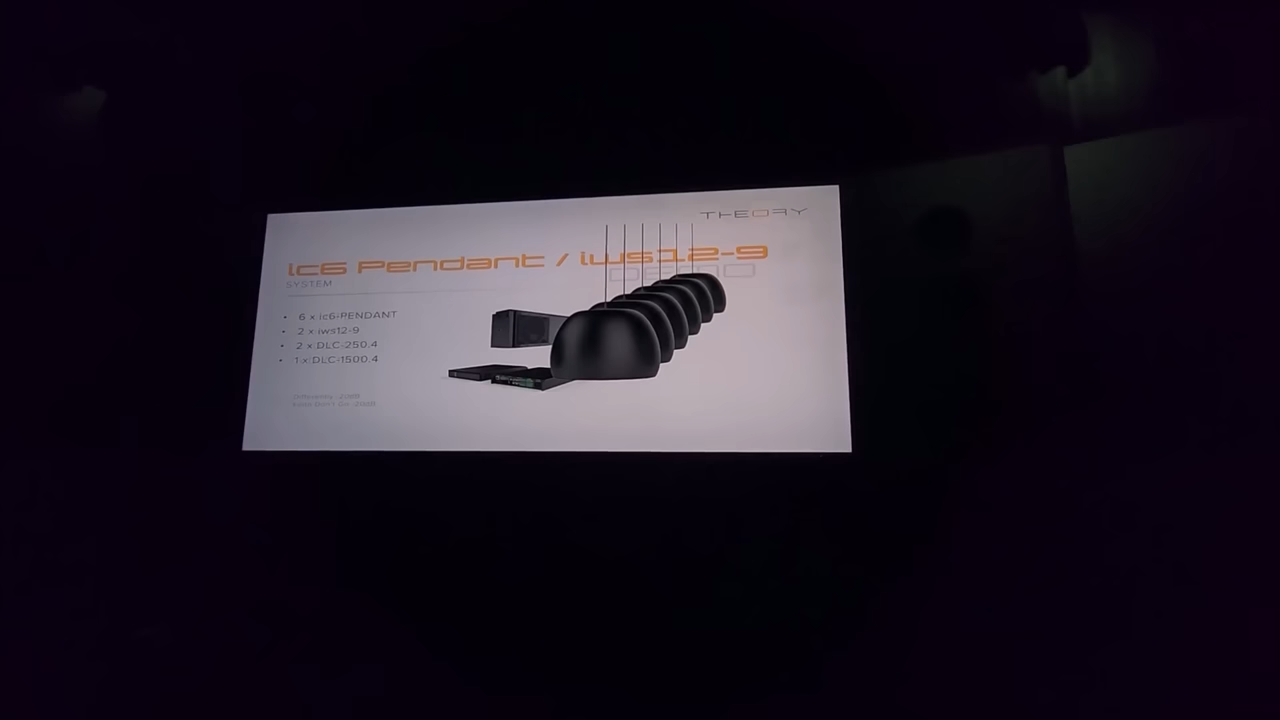 THEORY
ic6 Pendant / iws12-9
DEMO
SYSTEM
• 6 x ic6-PENDANT
• 2 x iws12-9
• 2 x DLC-250.4
• 1 x DLC-1500.4